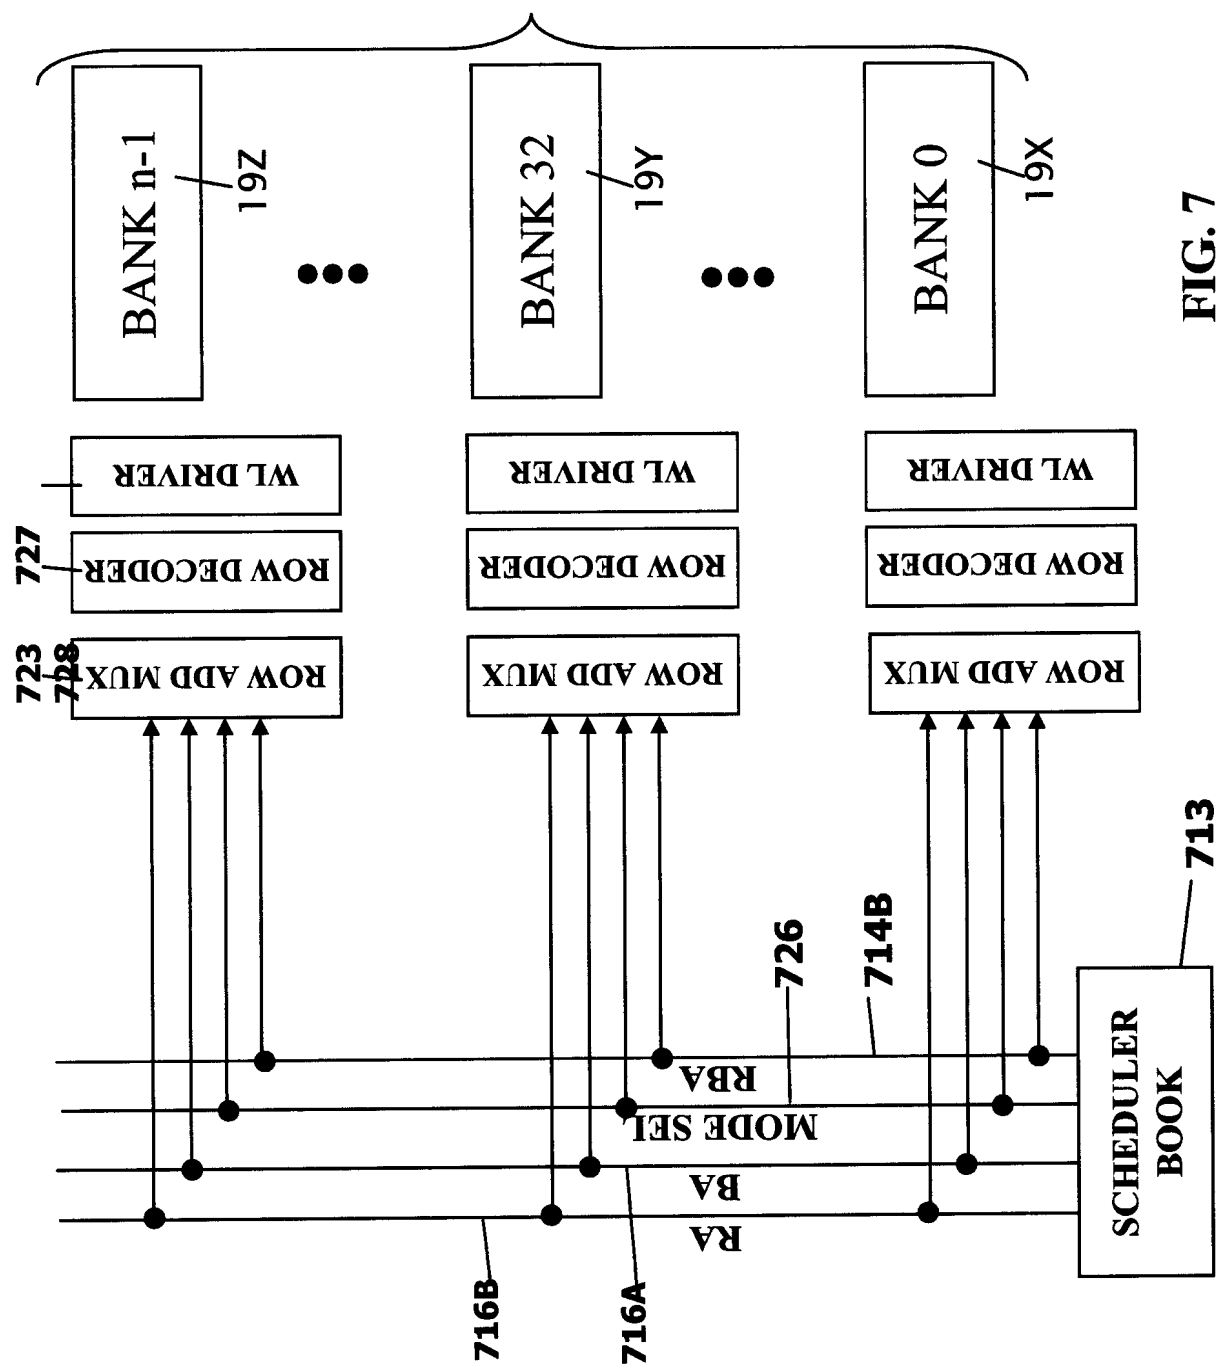 BANK n-1
19Z
BANK 32
19Y
BANK 0
19X
727
WL DRIVER
ROW DECODER
723
728
ROW ADD MUX
WL DRIVER
ROW DECODER
ROW ADD MUX
WL DRIVER
ROW DECODER
ROW ADD MUX
RBA
MODE SEL
BA
RA
726
714B
716B
716A
SCHEDULER
BOOK
713
FIG. 7